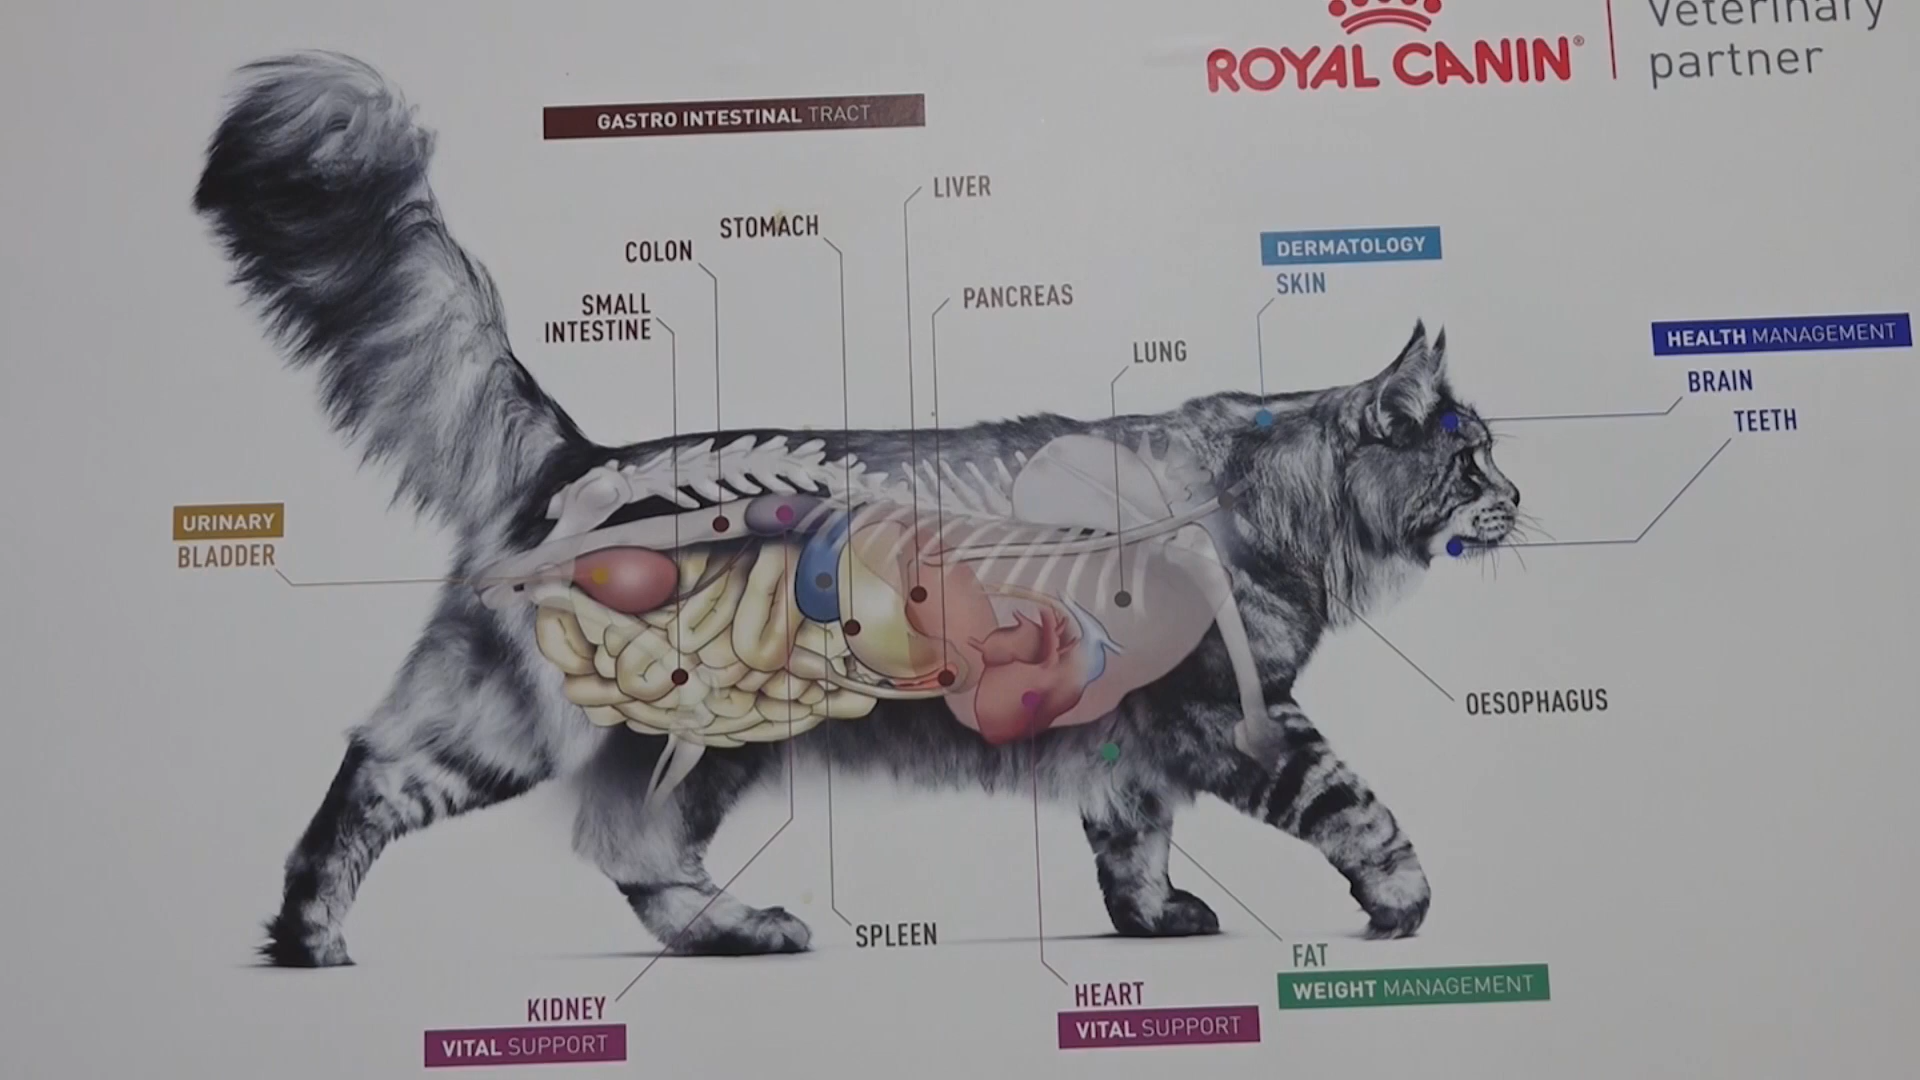 ROYAL CANIN®
Veterinary
partner
GASTRO INTESTINAL TRACT
LIVER
STOMACH
COLON
SMALL
INTESTINE
PANCREAS
LUNG
DERMATOLOGY
SKIN
HEALTH MANAGEMENT
BRAIN
TEETH
URINARY
BLADDER
OESOPHAGUS
SPLEEN
FAT
WEIGHT MANAGEMENT
KIDNEY
VITAL SUPPORT
HEART
VITAL SUPPORT